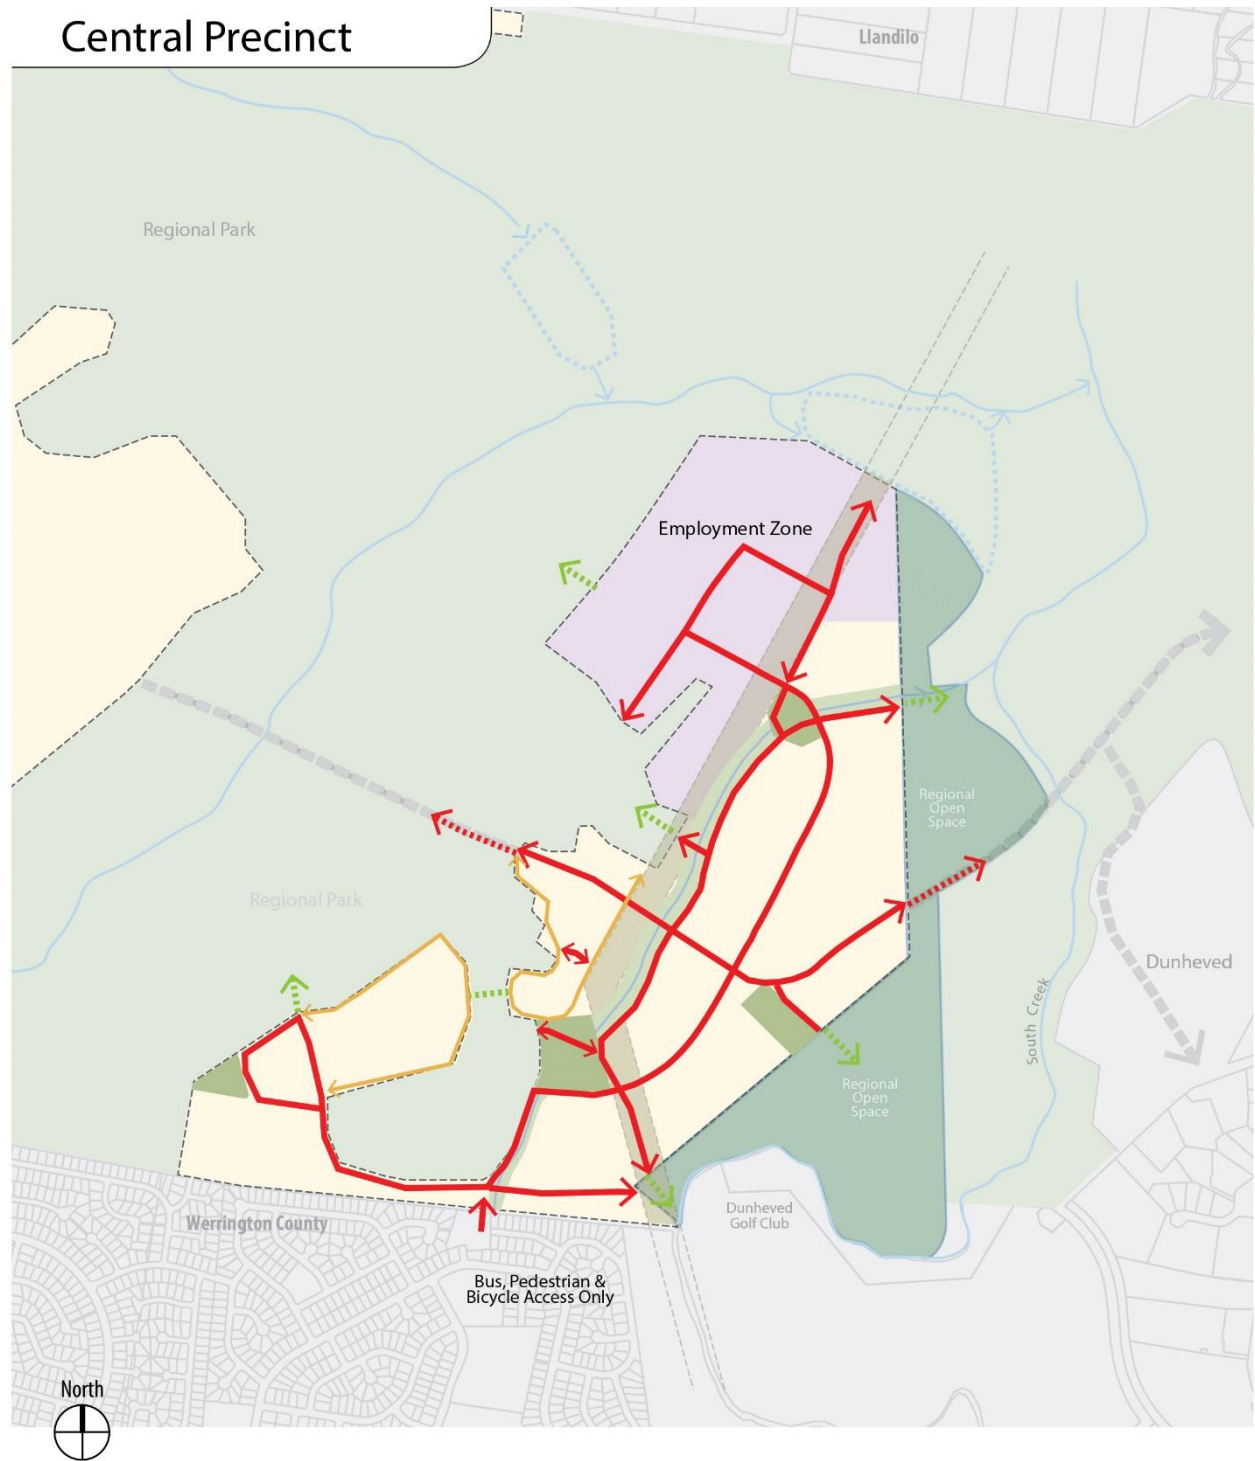 Central Precinct
Llandilo
Regional Park
Employment Zone
Regional
Open
Space
Regional Park
Dunheved
South Creek
Regional
Open
Space
Werrington County
Dunheved
Golf Club
Bus, Pedestrian &
Bicycle Access Only
North